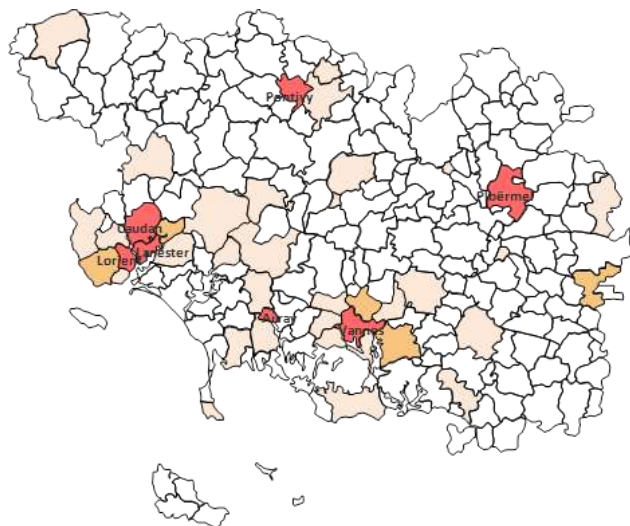 Pontivy
Ploërmel
Caudan
Lanester
Lorient
Auray
Vannes